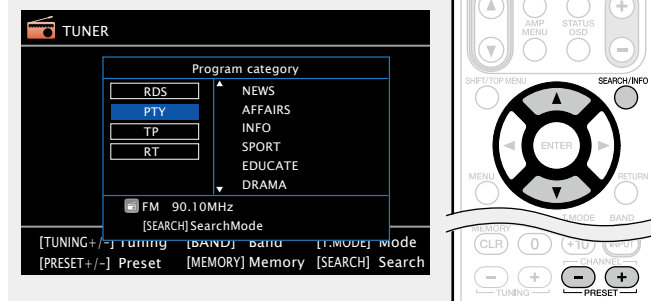 TUNER
Program category
RDS
PTY
TP
RT
NEWS
AFFAIRS
INFO
SPORT
EDUCATE
DRAMA
FM 90.10MHz
[SEARCH] SearchMode
[TUNING+/-] Tuning [BAND] Band [T.MODE] Mode
[PRESET+/-] Preset [MEMORY] Memory [SEARCH] Search
AMP MENU
STATUS OSD
SHIFT/TOP MENU
SEARCH/INFO
ENTER
MENU
RETURN
MEMORY
T.MODE
BAND
CLR
0
+10
INPUT
CHANNEL
TUNING
PRESET